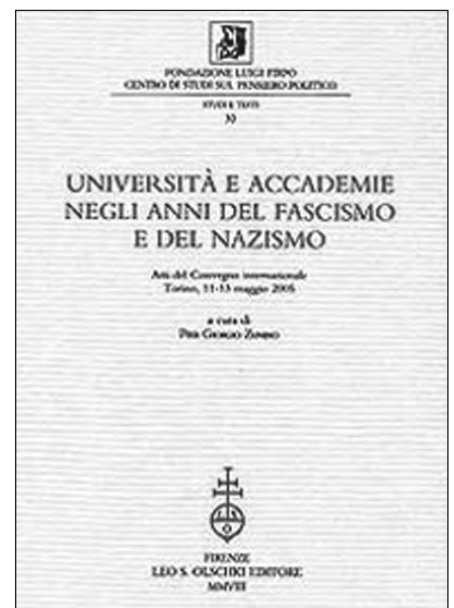 FONDAZIONE LUIGI FIRPO
CENTRO DI STUDI SUL PENSIERO POLITICO
STUDI E TESTI
30
UNIVERSITÀ E ACCADEMIE
NEGLI ANNI DEL FASCISMO
E DEL NAZISMO
Atti del Convegno internazionale
Torino, 11-13 maggio 2005
a cura di
PIER GIORGIO ZUNINO
FIRENZE
LEO S. OLSCHKI EDITORE
MMVIII